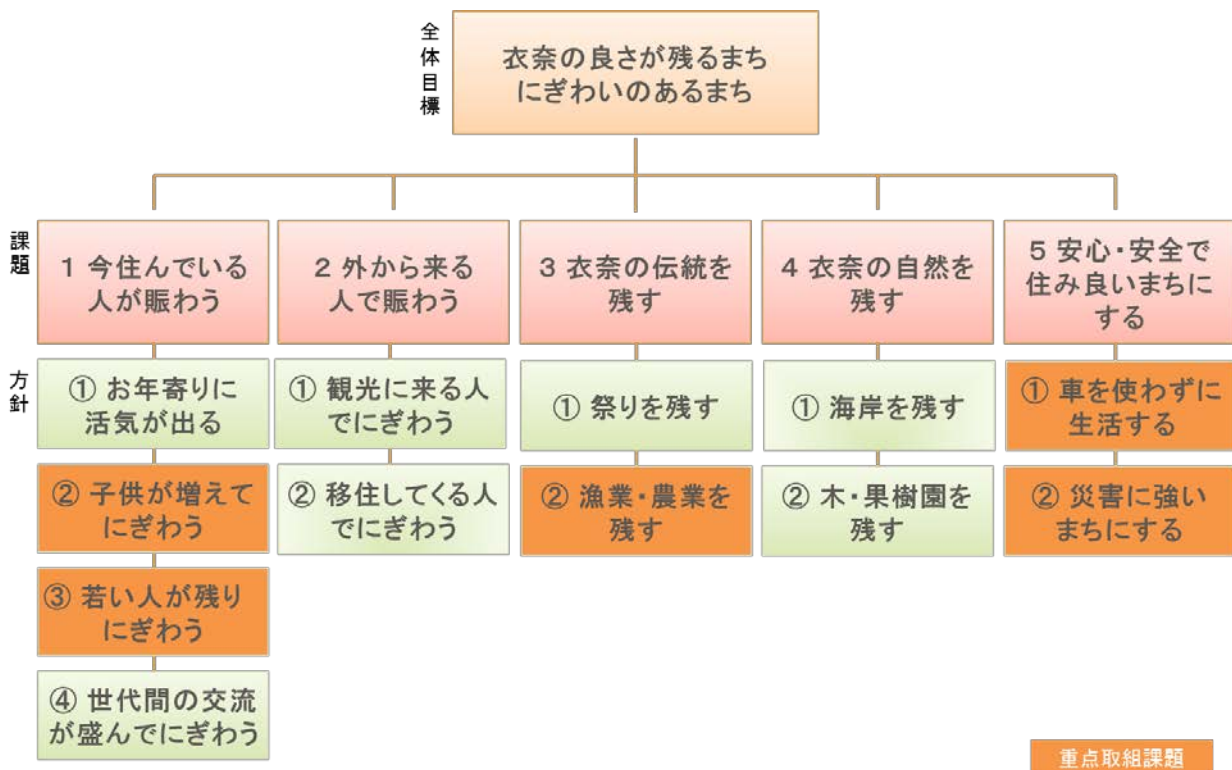 全体目標
衣奈の良さが残るまち
にぎわいのあるまち
課題
1 今住んでいる
人が賑わう
2 外から来る
人で賑わう
3 衣奈の伝統を
残す
4 衣奈の自然を
残す
5 安心・安全で
住み良いまちに
する
方針
① お年寄りに
活気が出る
② 子供が増えて
にぎわう
③ 若い人が残り
にぎわう
④ 世代間の交流
が盛んでにぎわう
① 観光に来る人
でにぎわう
② 移住してくる人
でにぎわう
① 祭りを残す
② 漁業・農業を
残す
① 海岸を残す
② 木・果樹園を
残す
① 車を使わずに
生活する
② 災害に強い
まちにする
重点取組課題